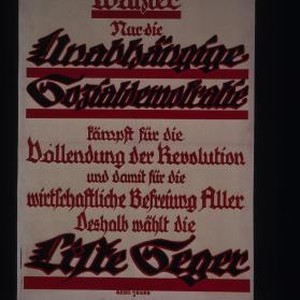 Wähler
Nur die
Unabhängige
Sozialdemokratie
kämpft für die
Vollendung der Revolution
und damit für die
wirtschaftliche Befreiung Aller
Deshalb wählt die
Liste Seger